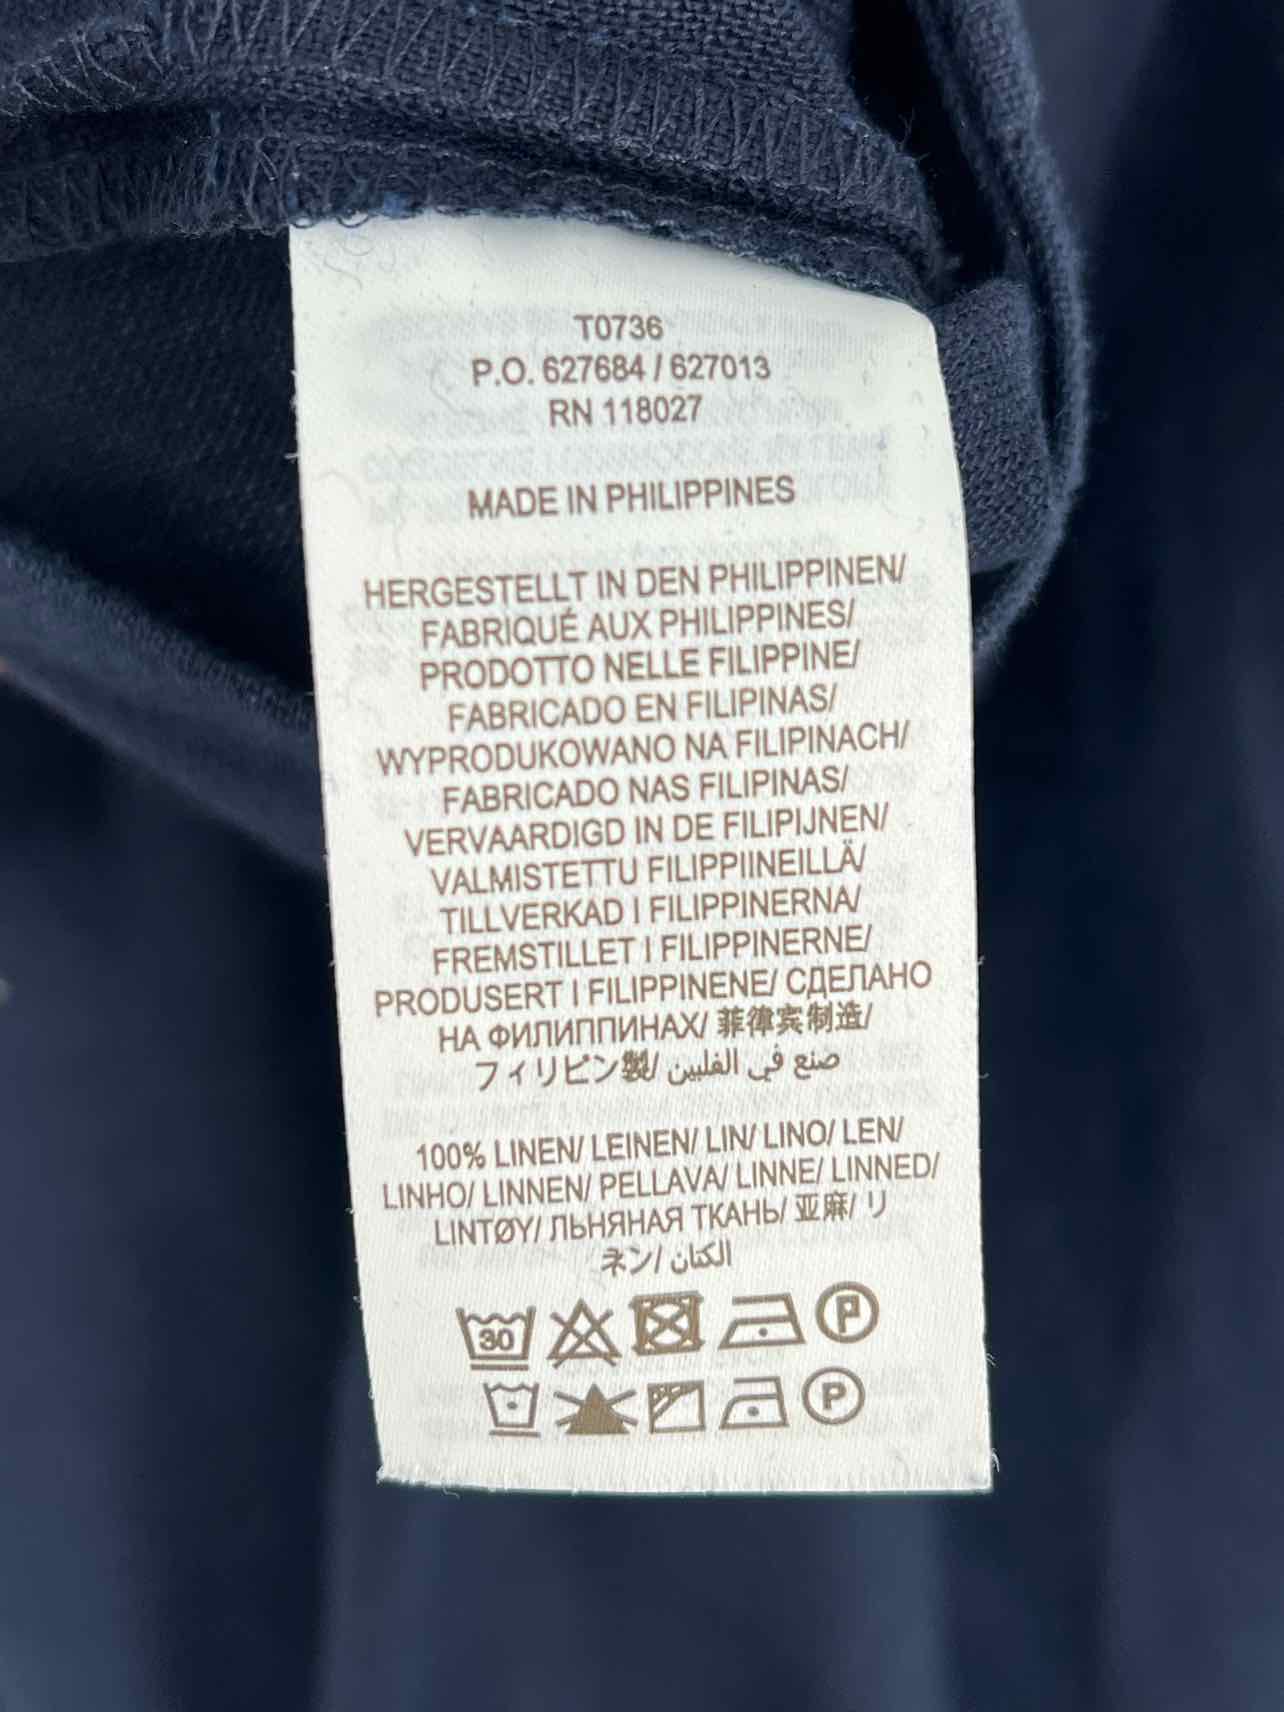 T0736
P.O. 627684 / 627013
RN 118027
MADE IN PHILIPPINES
HERGESTELLT IN DEN PHILIPPINEN/
FABRIQUÉ AUX PHILIPPINES/
PRODOTTO NELLE FILIPPINE/
FABRICADO EN FILIPINAS/
WYPRODUKOWANO NA FILIPINACH/
FABRICADO NAS FILIPINAS/
VERVAARDIGD IN DE FILIPIJNEN/
VALMISTETTU FILIPPIINEILLÄ/
TILLVERKAD I FILIPPINERNA/
FREMSTILLET I FILIPPINERNE/
PRODUSERT I FILIPPINENE/ СДЕЛАНО
НА ФИЛИППИНАХ/ 菲律宾制造/
フィリピン製/ صنع في الفلبين
100% LINEN/ LEINEN/ LIN/ LINO/ LEN/
LINHO/ LINNEN/ PELLAVA/ LINNE/ LINNED/
LINTØY/ ЛЬНЯНАЯ ТКАНЬ/ 亚麻/ リ
ネン/ الكتان
30 P
P